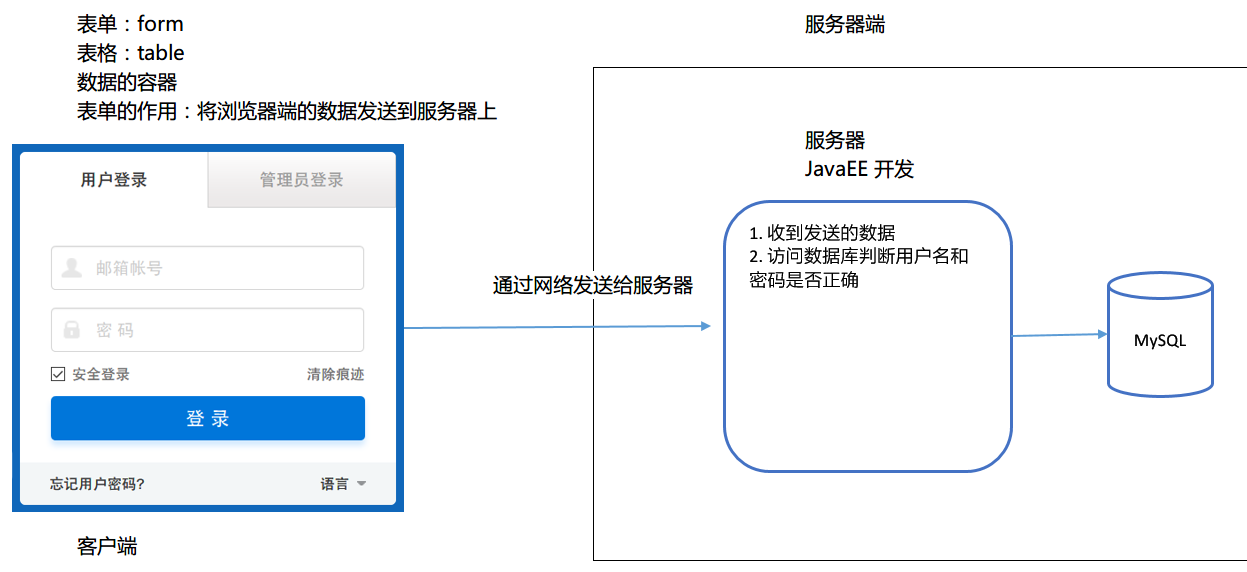 表单：form
表格：table
数据的容器
表单的作用：将浏览器端的数据发送到服务器上
用户登录
管理员登录
邮箱帐号
密 码
安全登录
清除痕迹
登 录
忘记用户密码?
语言
客户端
通过网络发送给服务器
服务器端
服务器
JavaEE 开发
1. 收到发送的数据
2. 访问数据库判断用户名和
密码是否正确
MySQL